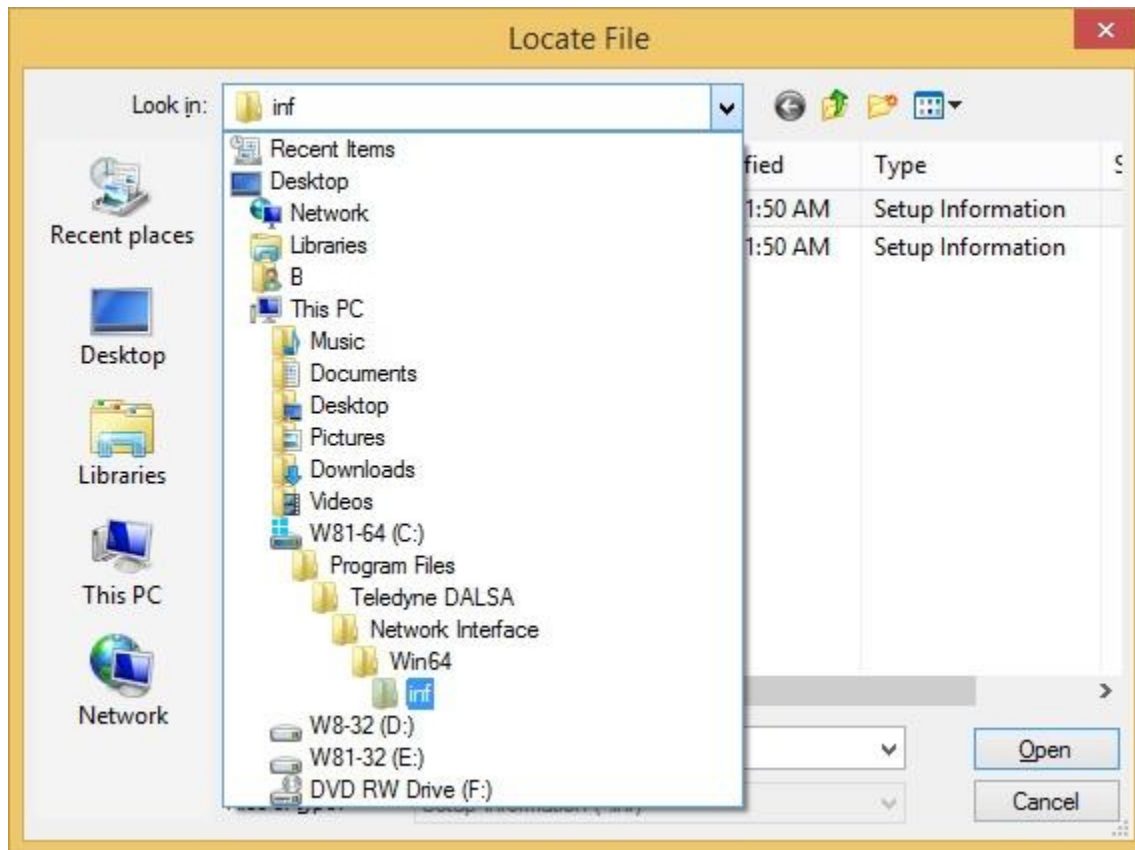 Locate File
Look in:
inf
Recent Items
Desktop
Network
Libraries
B
This PC
Music
Documents
Desktop
Pictures
Downloads
Videos
W81-64 (C:)
Program Files
Teledyne DALSA
Network Interface
Win64
inf
W8-32 (D:)
W81-32 (E:)
DVD RW Drive (F:)
Recent places
Desktop
Libraries
This PC
Network
fied Type S
1:50 AM Setup Information
1:50 AM Setup Information
Open
Cancel